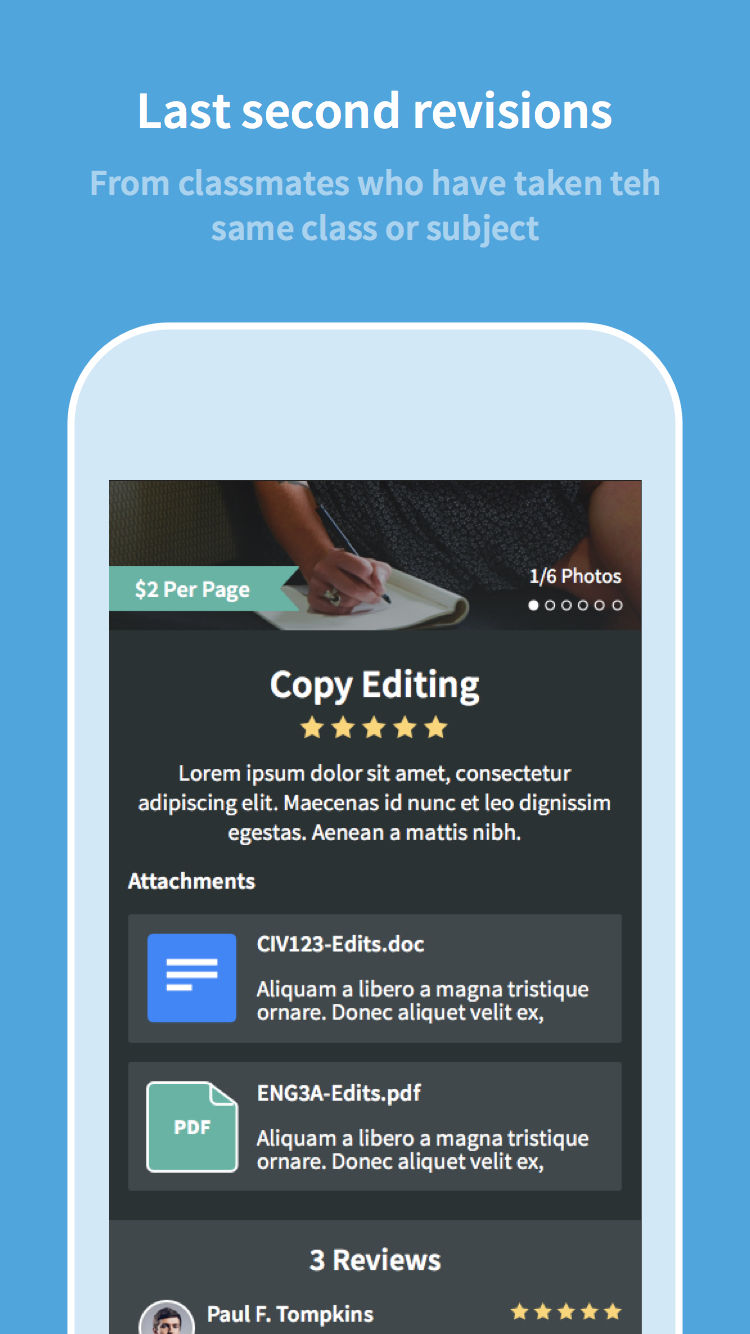 Last second revisions
From classmates who have taken teh
same class or subject
$2 Per Page
1/6 Photos
Copy Editing
Lorem ipsum dolor sit amet, consectetur
adipiscing elit. Maecenas id nunc et leo dignissim
egestas. Aenean a mattis nibh.
Attachments
CIV123-Edits.doc
Aliquam a libero a magna tristique
ornare. Donec aliquet velit ex,
PDF
ENG3A-Edits.pdf
Aliquam a libero a magna tristique
ornare. Donec aliquet velit ex,
3 Reviews
Paul F. Tompkins